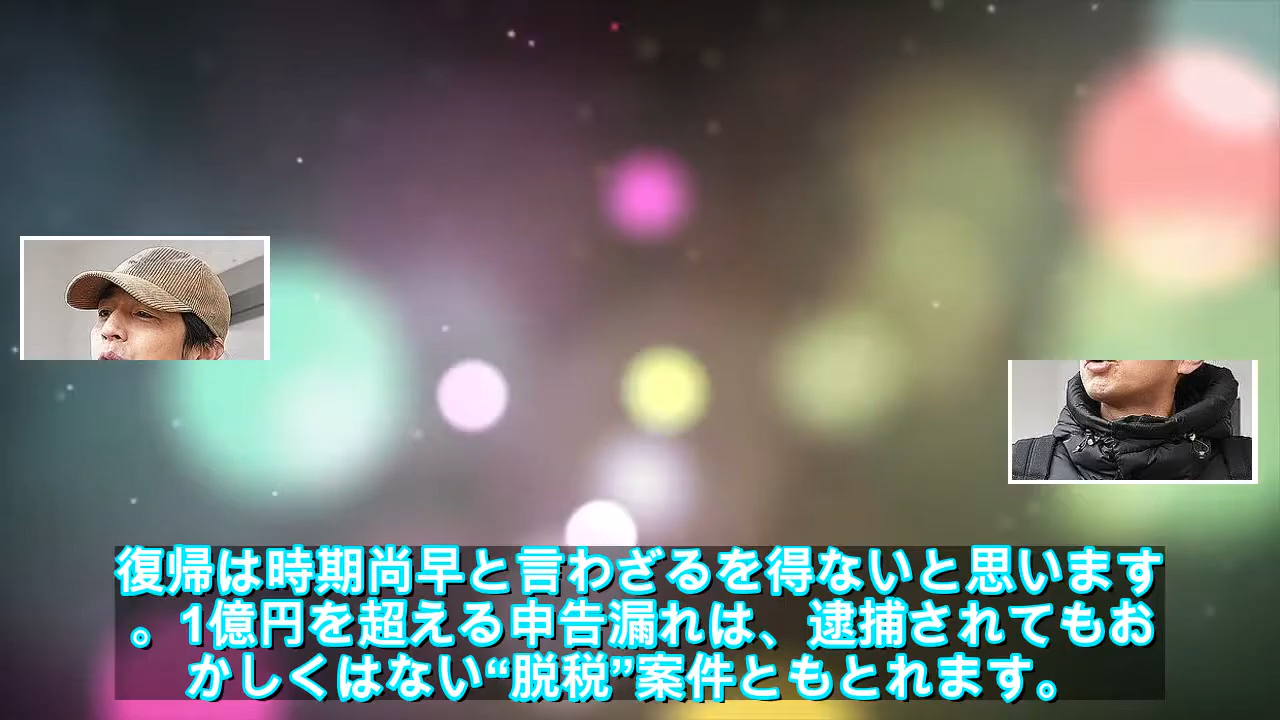 復帰は時期尚早と言わざるを得ないと思います
。1億円を超える申告漏れは、逮捕されてもお
かしくはない“脱税”案件ともとれます。